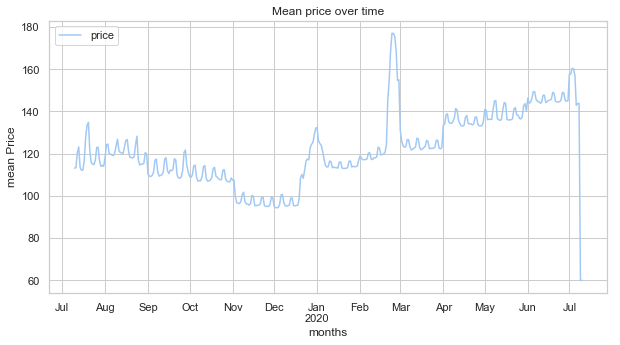 Mean price over time
price
mean Price
180
160
140
120
100
80
60
Jul Aug Sep Oct Nov Dec Jan Feb Mar Apr May Jun Jul
2020
months